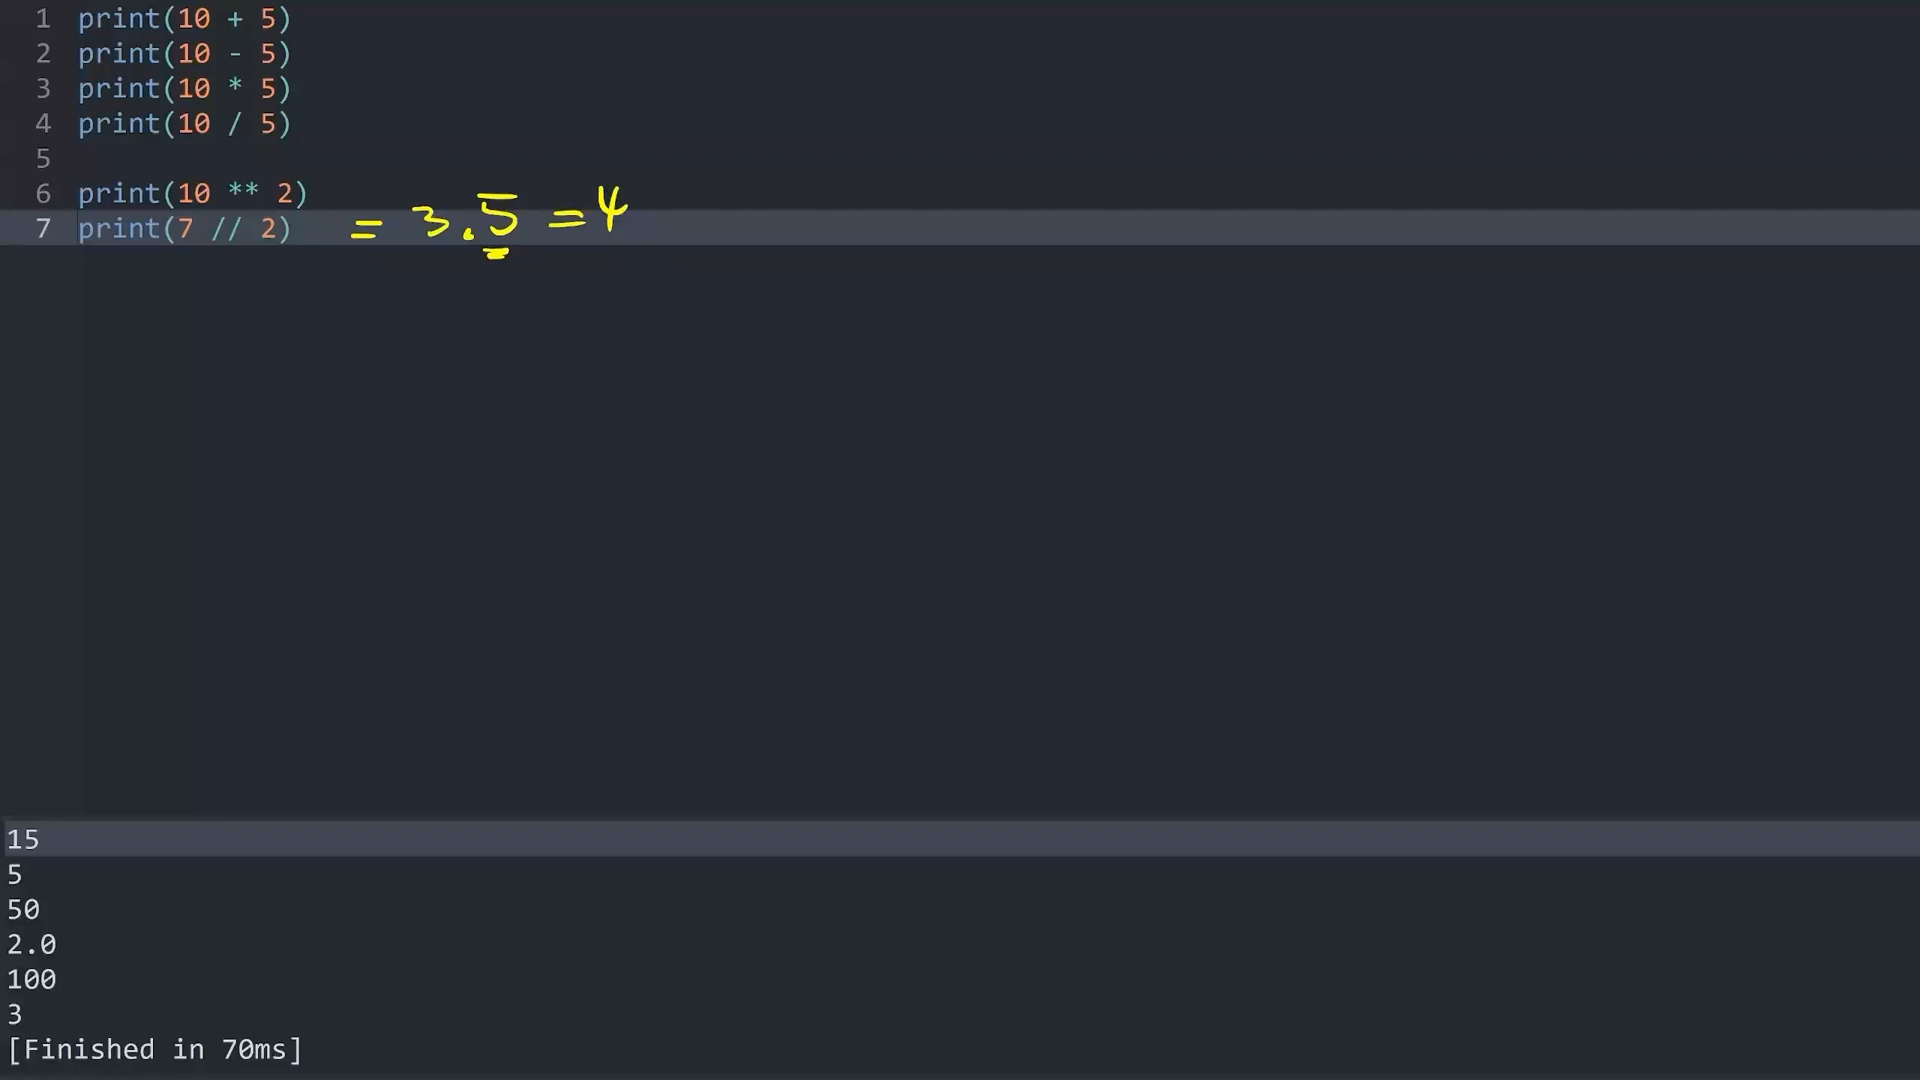 1 print(10 + 5)
2 print(10 - 5)
3 print(10 * 5)
4 print(10 / 5)
5
6 print(10 ** 2)
7 print(7 // 2) = 3.5 = 4
15
5
50
2.0
100
3
[Finished in 70ms]